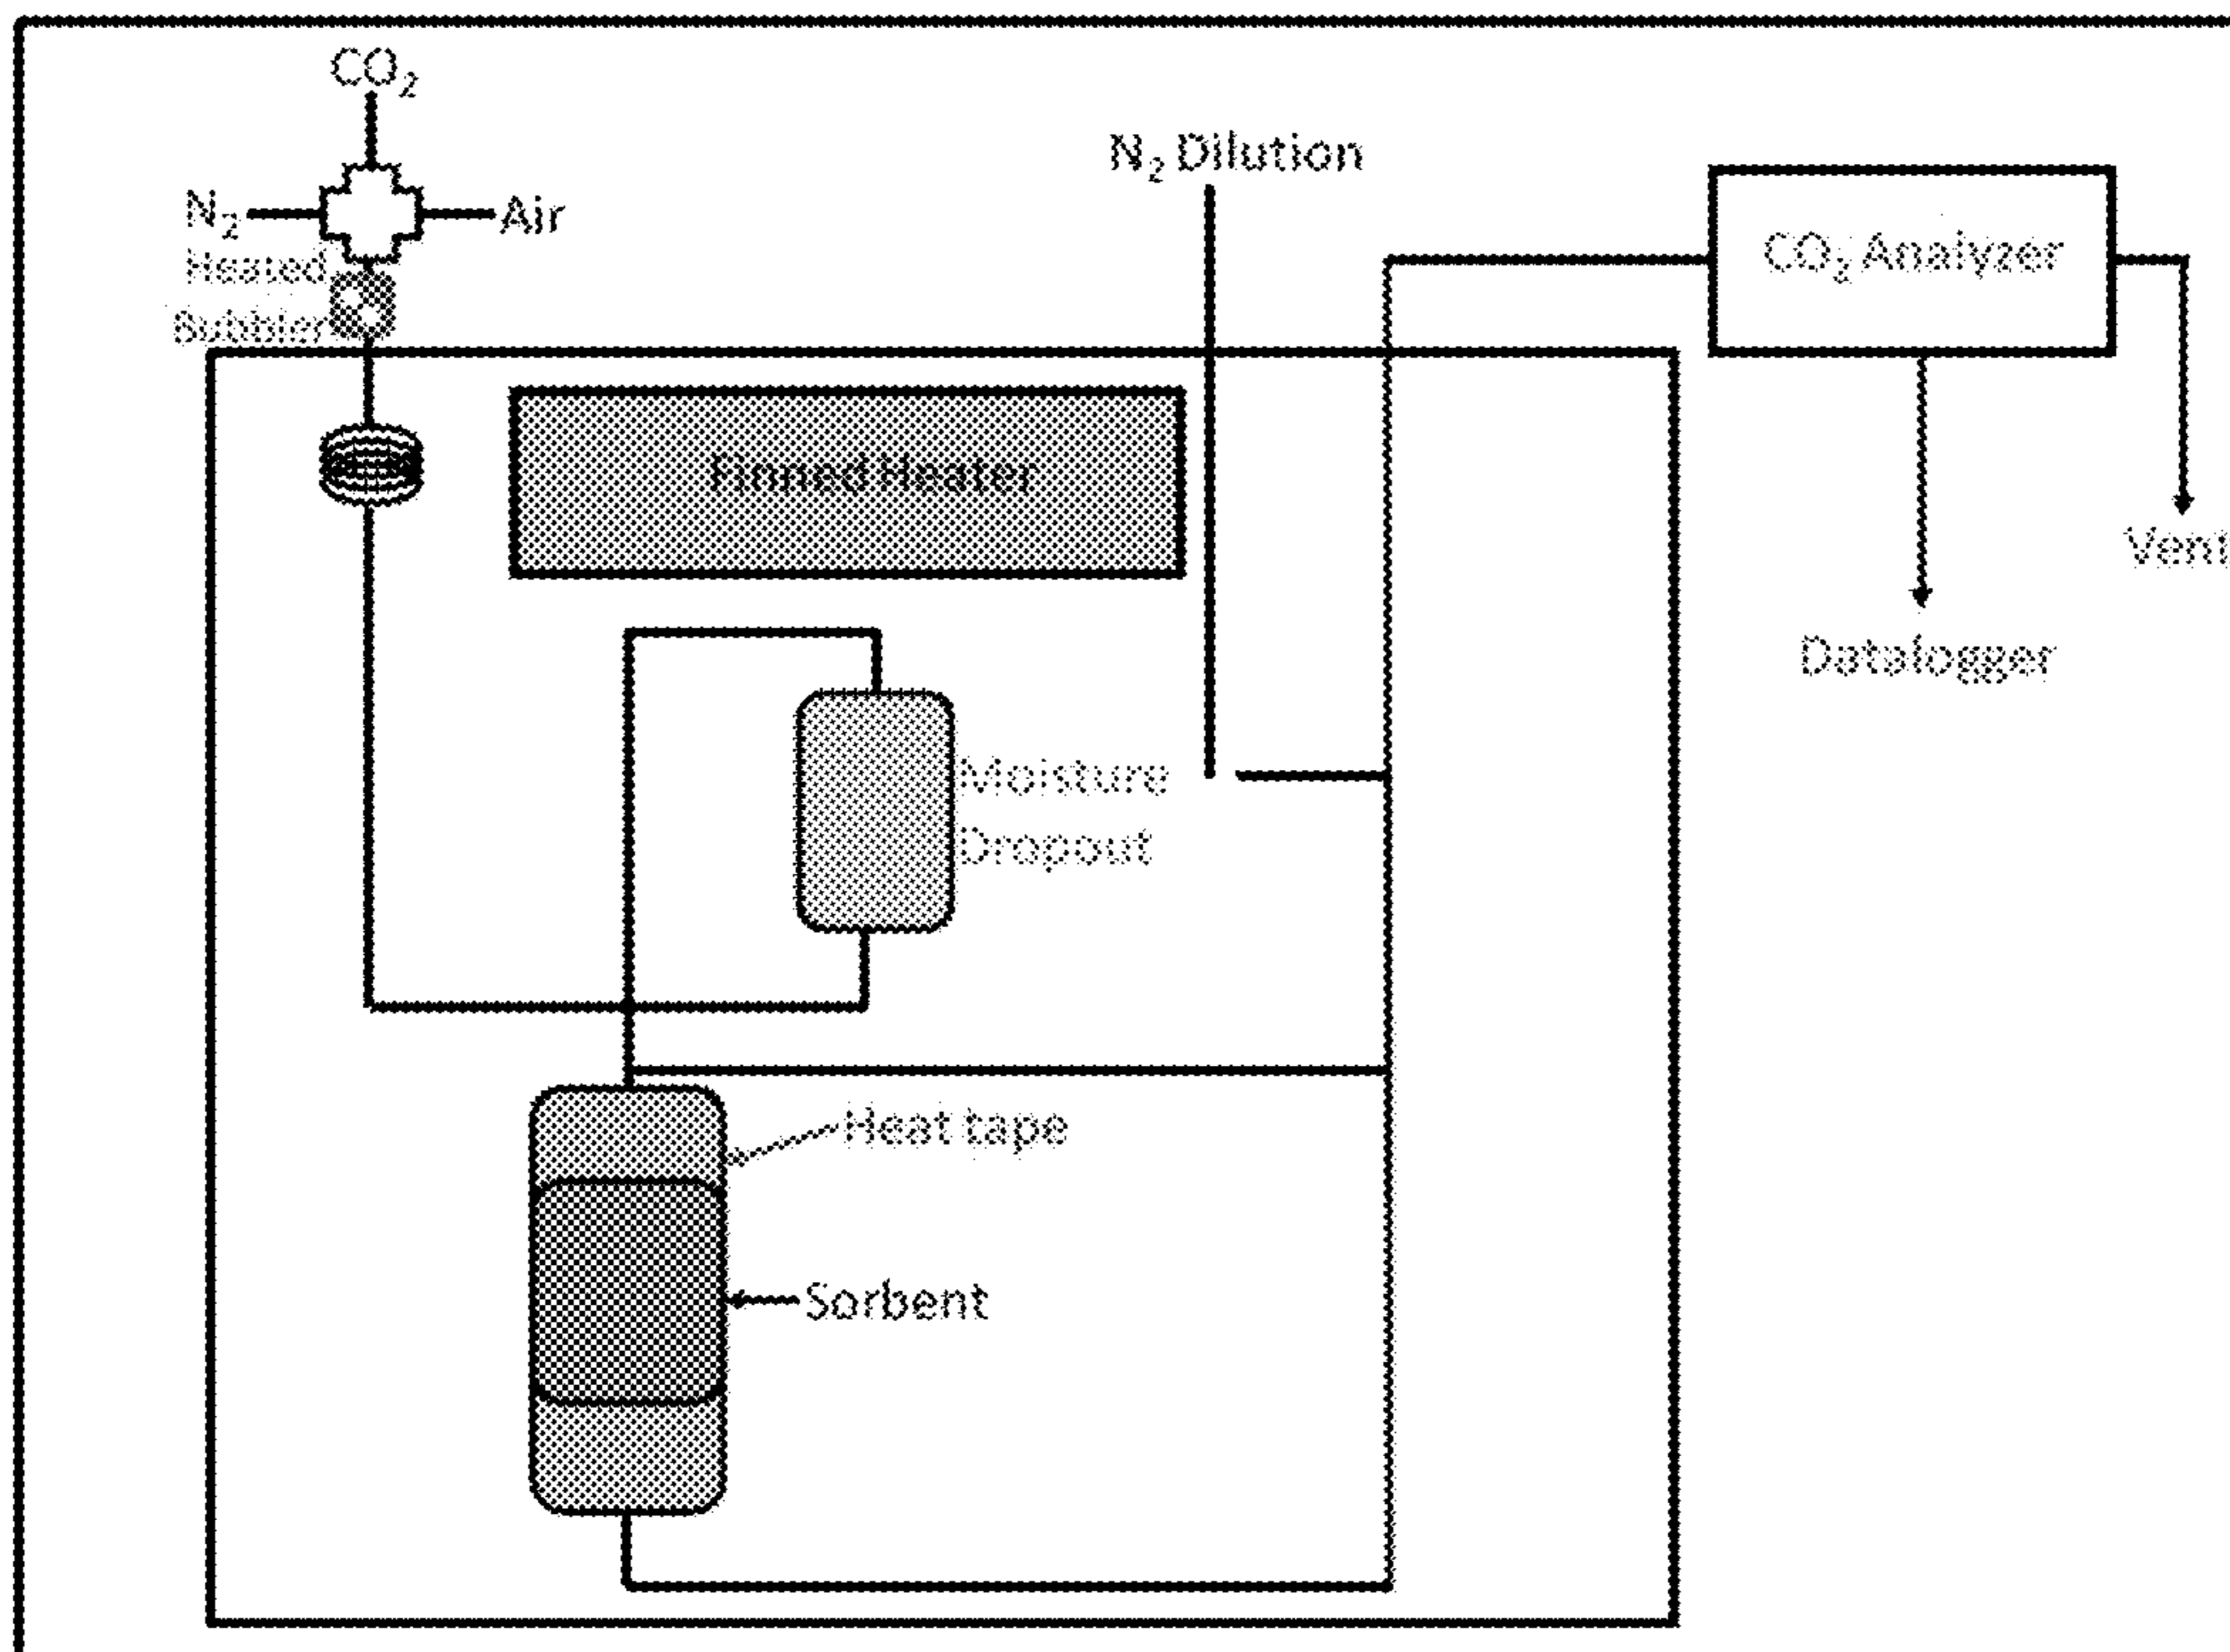 CO₂
N₂ Dilution
N₂
Air
Heated
Bubbler
CO₂ Analyzer
Finned Heater
Vent
Datalogger
Moisture
Dropout
Heat tape
Sorbent